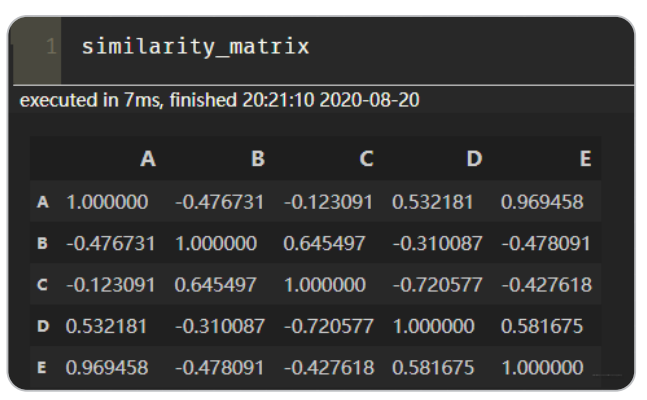 1 similarity_matrix
executed in 7ms, finished 20:21:10 2020-08-20
A B C D E
A 1.000000 -0.476731 -0.123091 0.532181 0.969458
B -0.476731 1.000000 0.645497 -0.310087 -0.478091
C -0.123091 0.645497 1.000000 -0.720577 -0.427618
D 0.532181 -0.310087 -0.720577 1.000000 0.581675
E 0.969458 -0.478091 -0.427618 0.581675 1.000000